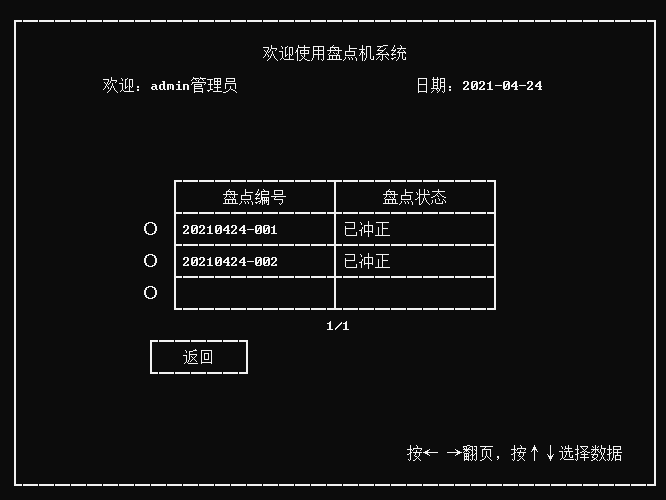 欢迎使用盘点机系统
欢迎：admin管理员 日期：2021-04-24
盘点编号 盘点状态
○ 20210424-001 已冲正
○ 20210424-002 已冲正
○
1/1
返回
按← →翻页，按↑ ↓选择数据